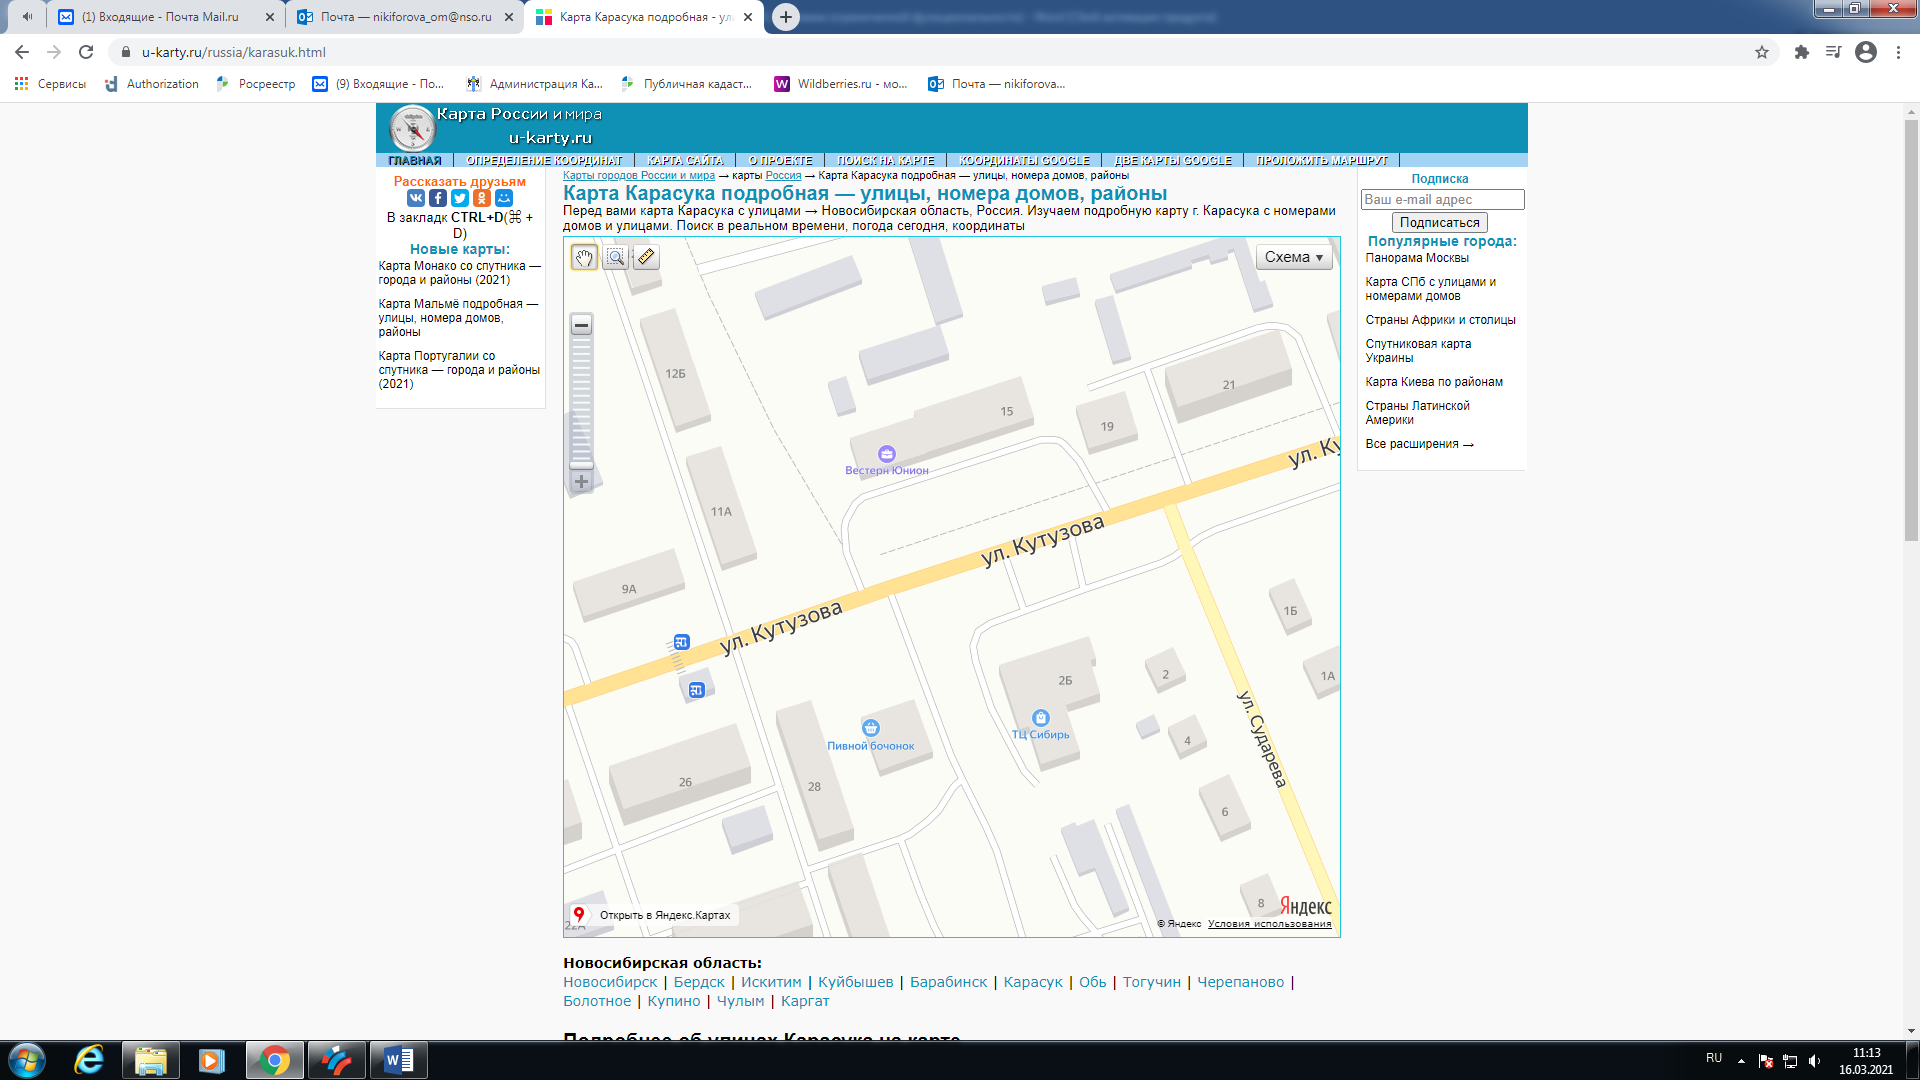 (1) Входящие - Почта Mail.ru
Почта — nikiforova_om@nso.ru
Карта Карасука подробная - ул
u-karty.ru/russia/karasuk.html
Сервисы
Authorization
Росреестр
(9) Входящие - По...
Администрация Ка...
Публичная кадаст...
Wildberries.ru - мо...
Почта — nikiforova...
Карта России и мира
u-karty.ru
ГЛАВНАЯ
ОПРЕДЕЛЕНИЕ КООРДИНАТ
КАРТА САЙТА
О ПРОЕКТЕ
ПОИСК НА КАРТЕ
КООРДИНАТЫ GOOGLE
ДВЕ КАРТЫ GOOGLE
ПРОЛОЖИТЬ МАРШРУТ
Рассказать друзьям
В закладк CTRL+D(⌘ +
D)
Новые карты:
Карта Монако со спутника —
города и районы (2021)
Карта Мальмё подробная —
улицы, номера домов,
районы
Карта Португалии со
спутника — города и районы
(2021)
Карты городов России и мира → карты Россия → Карта Карасука подробная — улицы, номера домов, районы
Карта Карасука подробная — улицы, номера домов, районы
Перед вами карта Карасука с улицами → Новосибирская область, Россия. Изучаем подробную карту г. Карасука с номерами
домов и улицами. Поиск в реальном времени, погода сегодня, координаты
Схема ▼
12Б
15
21
19
Вестерн Юнион
11А
9А
ул. Ку
ул. Кутузова
ул. Кутузова
1Б
1А
2Б
2
ТЦ Сибирь
4
ул. Сударева
Пивной бочонок
26
28
6
8
22А
Открыть в Яндекс.Картах
Яндекс
© Яндекс Условия использования
Подписка
Ваш e-mail адрес
Подписаться
Популярные города:
Панорама Москвы
Карта СПб с улицами и
номерами домов
Страны Африки и столицы
Спутниковая карта
Украины
Карта Киева по районам
Страны Латинской
Америки
Все расширения →
Новосибирская область:
Новосибирск | Бердск | Искитим | Куйбышев | Барабинск | Карасук | Обь | Тогучин | Черепаново |
Болотное | Купино | Чулым | Каргат
Подробнее об улицах Карасука на карте
RU
11:13
16.03.2021